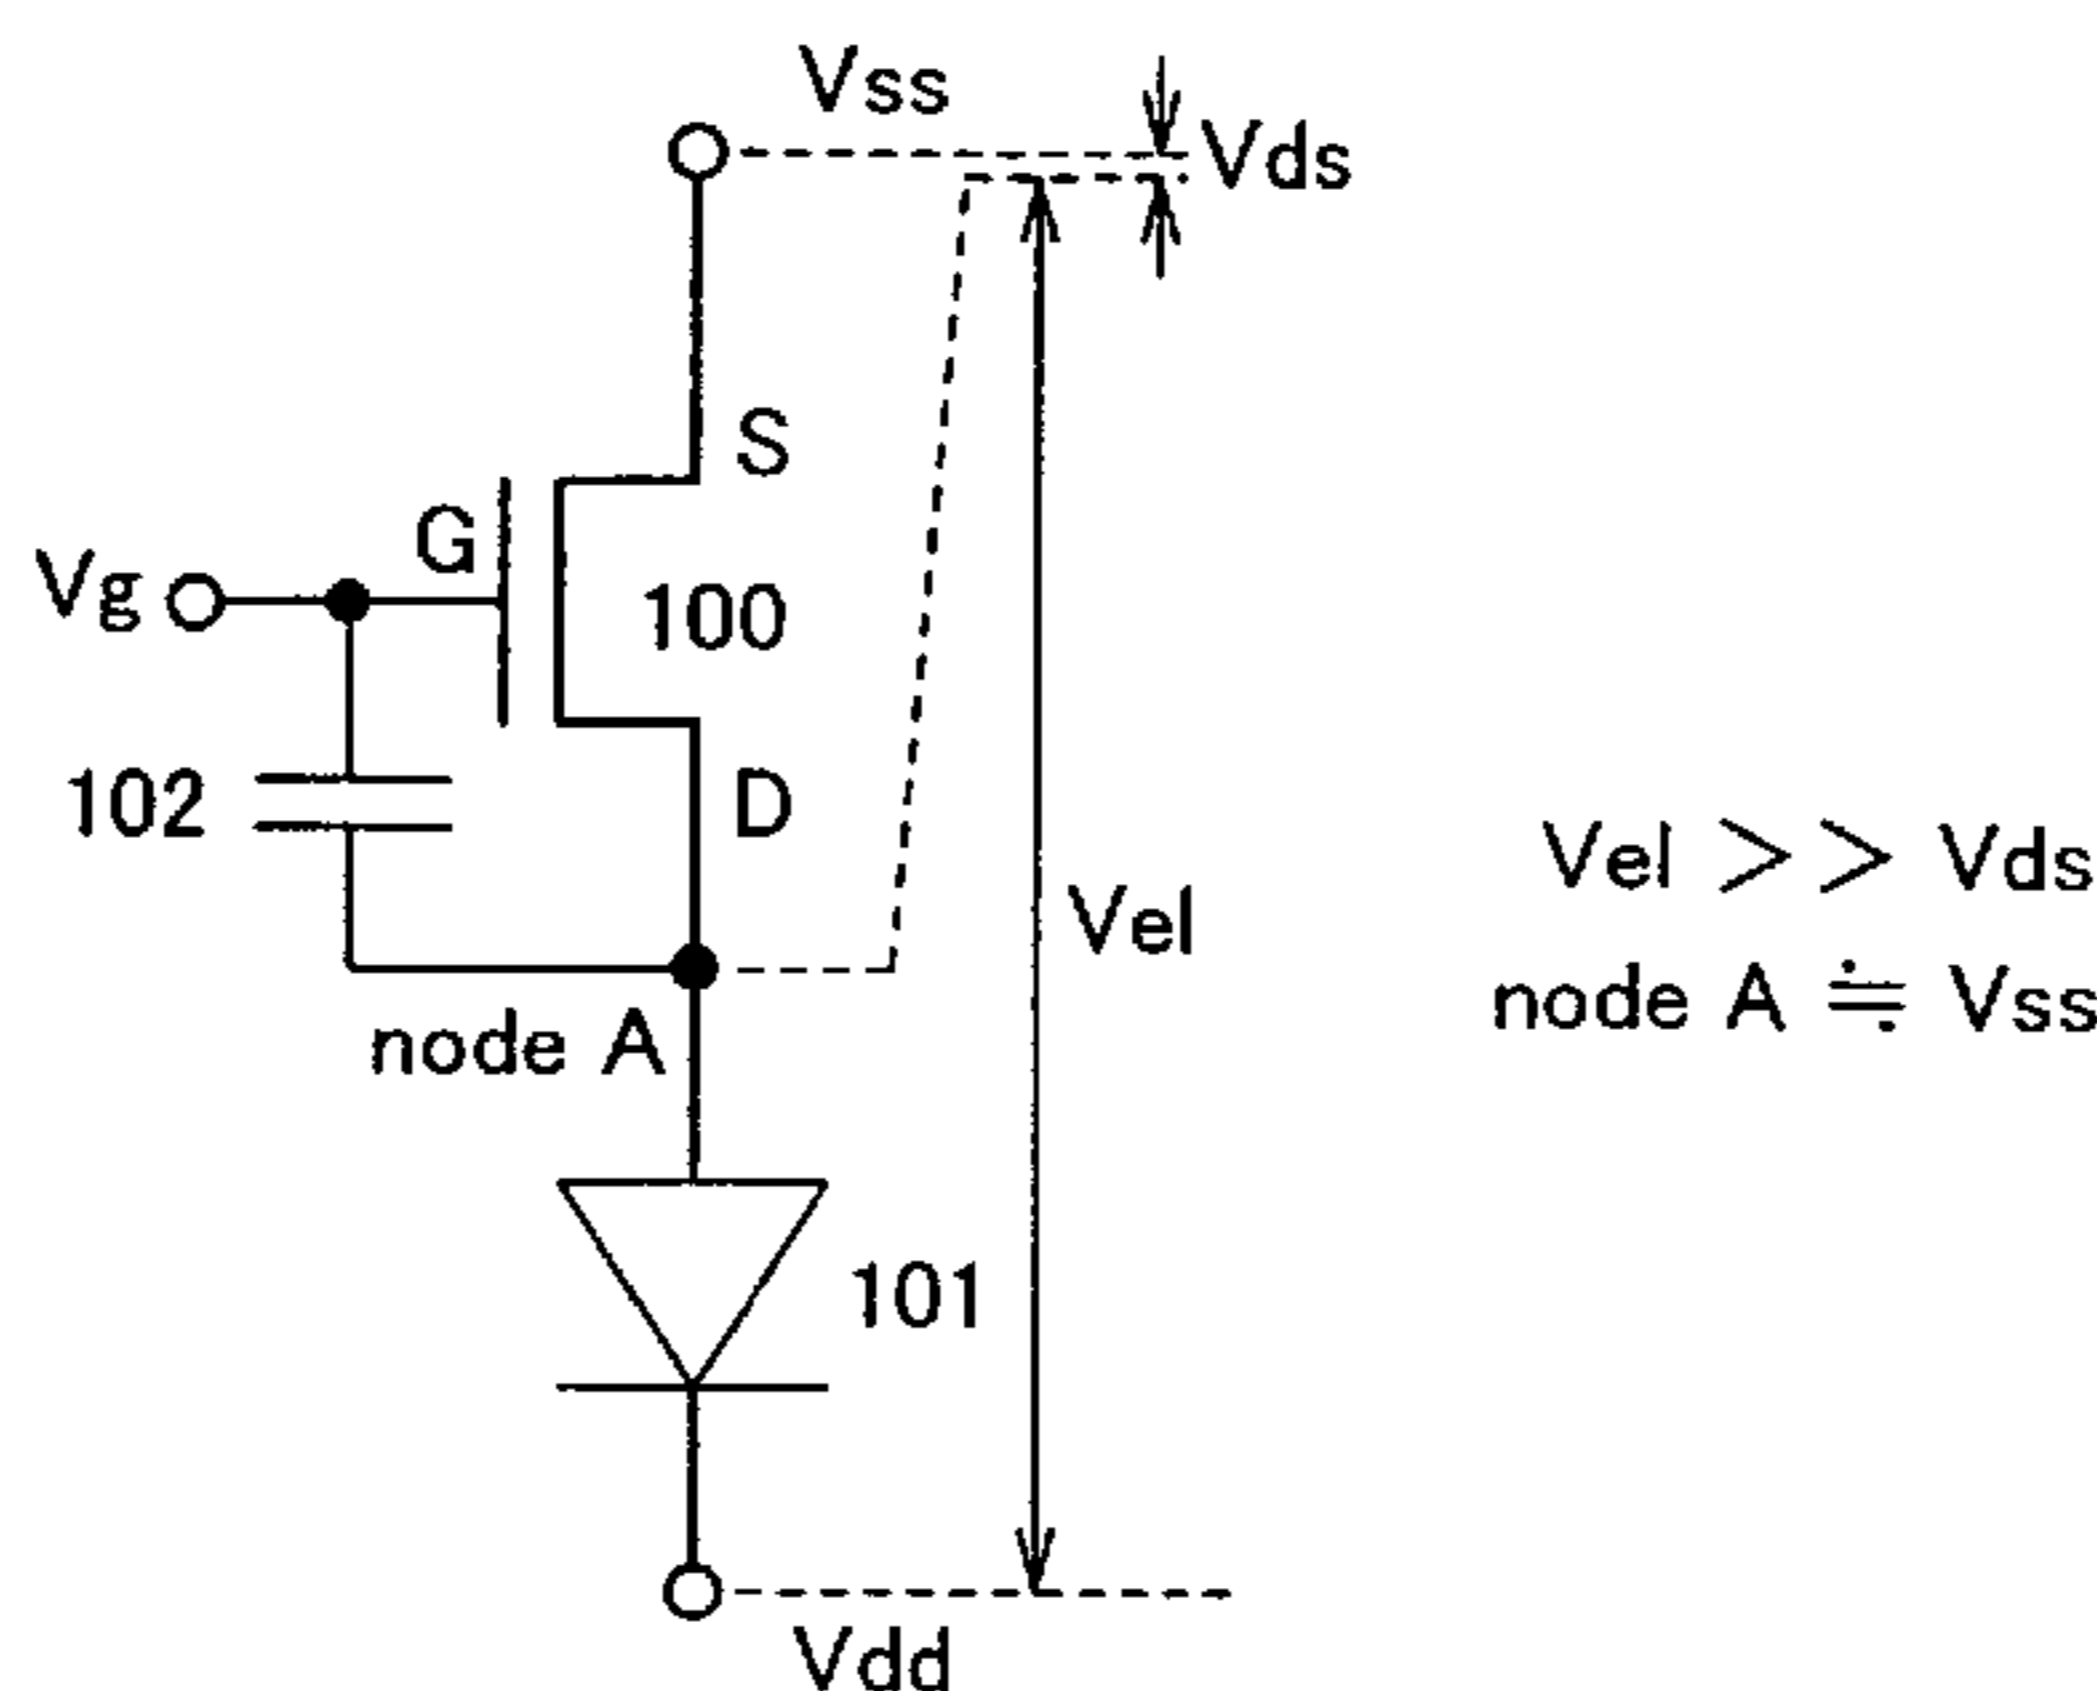 Vss
Vds
S
G
Vg
100
102
D
Vel >> Vds
Vel
node A ≒ Vss
node A
101
Vdd